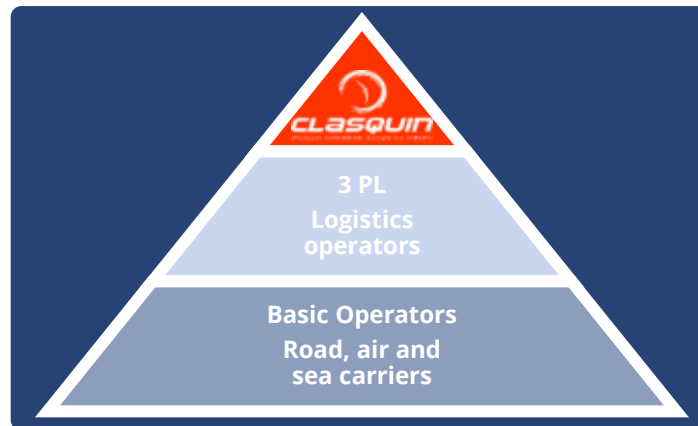 CLASQUIN
3 PL
Logistics
operators
Basic Operators
Road, air and
sea carriers